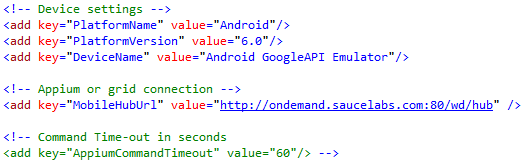 <!-- Device settings -->
<add key="PlatformName" value="Android"/>
<add key="PlatformVersion" value="6.0"/>
<add key="DeviceName" value="Android GoogleAPI Emulator"/>
<!-- Appium or grid connection -->
<add key="MobileHubUrl" value="http://ondemand.saucelabs.com:80/wd/hub" />
<!-- Command Time-out in seconds
<add key="AppiumCommandTimeout" value="60"/> -->